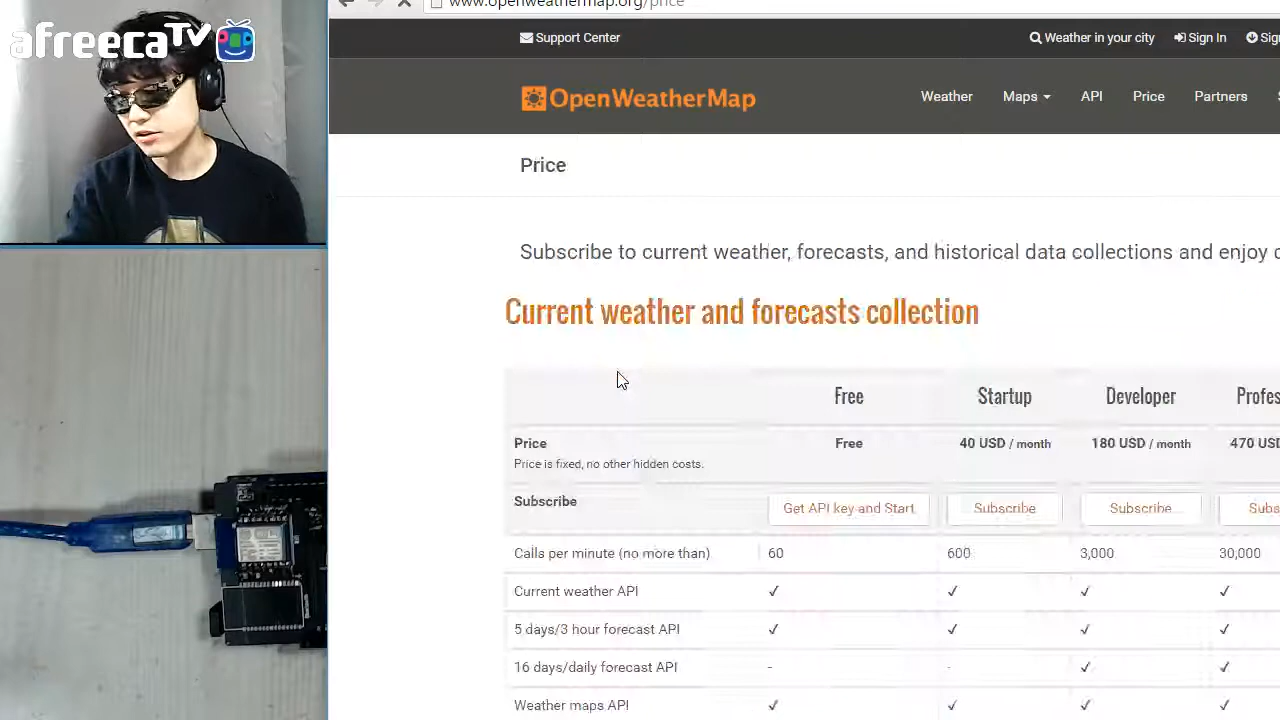 afreecaTV
www.openweathermap.org/price
Support Center
Weather in your city
Sign In
OpenWeatherMap
Weather Maps API Price Partners
Price
Subscribe to current weather, forecasts, and historical data collections and enjoy
Current weather and forecasts collection
Free Startup Developer
Price Free 40 USD / month 180 USD / month 470 USD
Price is fixed, no other hidden costs.
Subscribe Get API key and Start Subscribe Subscribe
Calls per minute (no more than) 60 600 3,000 30,000
Current weather API ✓ ✓ ✓ ✓
5 days/3 hour forecast API ✓ ✓ ✓ ✓
16 days/daily forecast API - - ✓ ✓
Weather maps API ✓ ✓ ✓ ✓